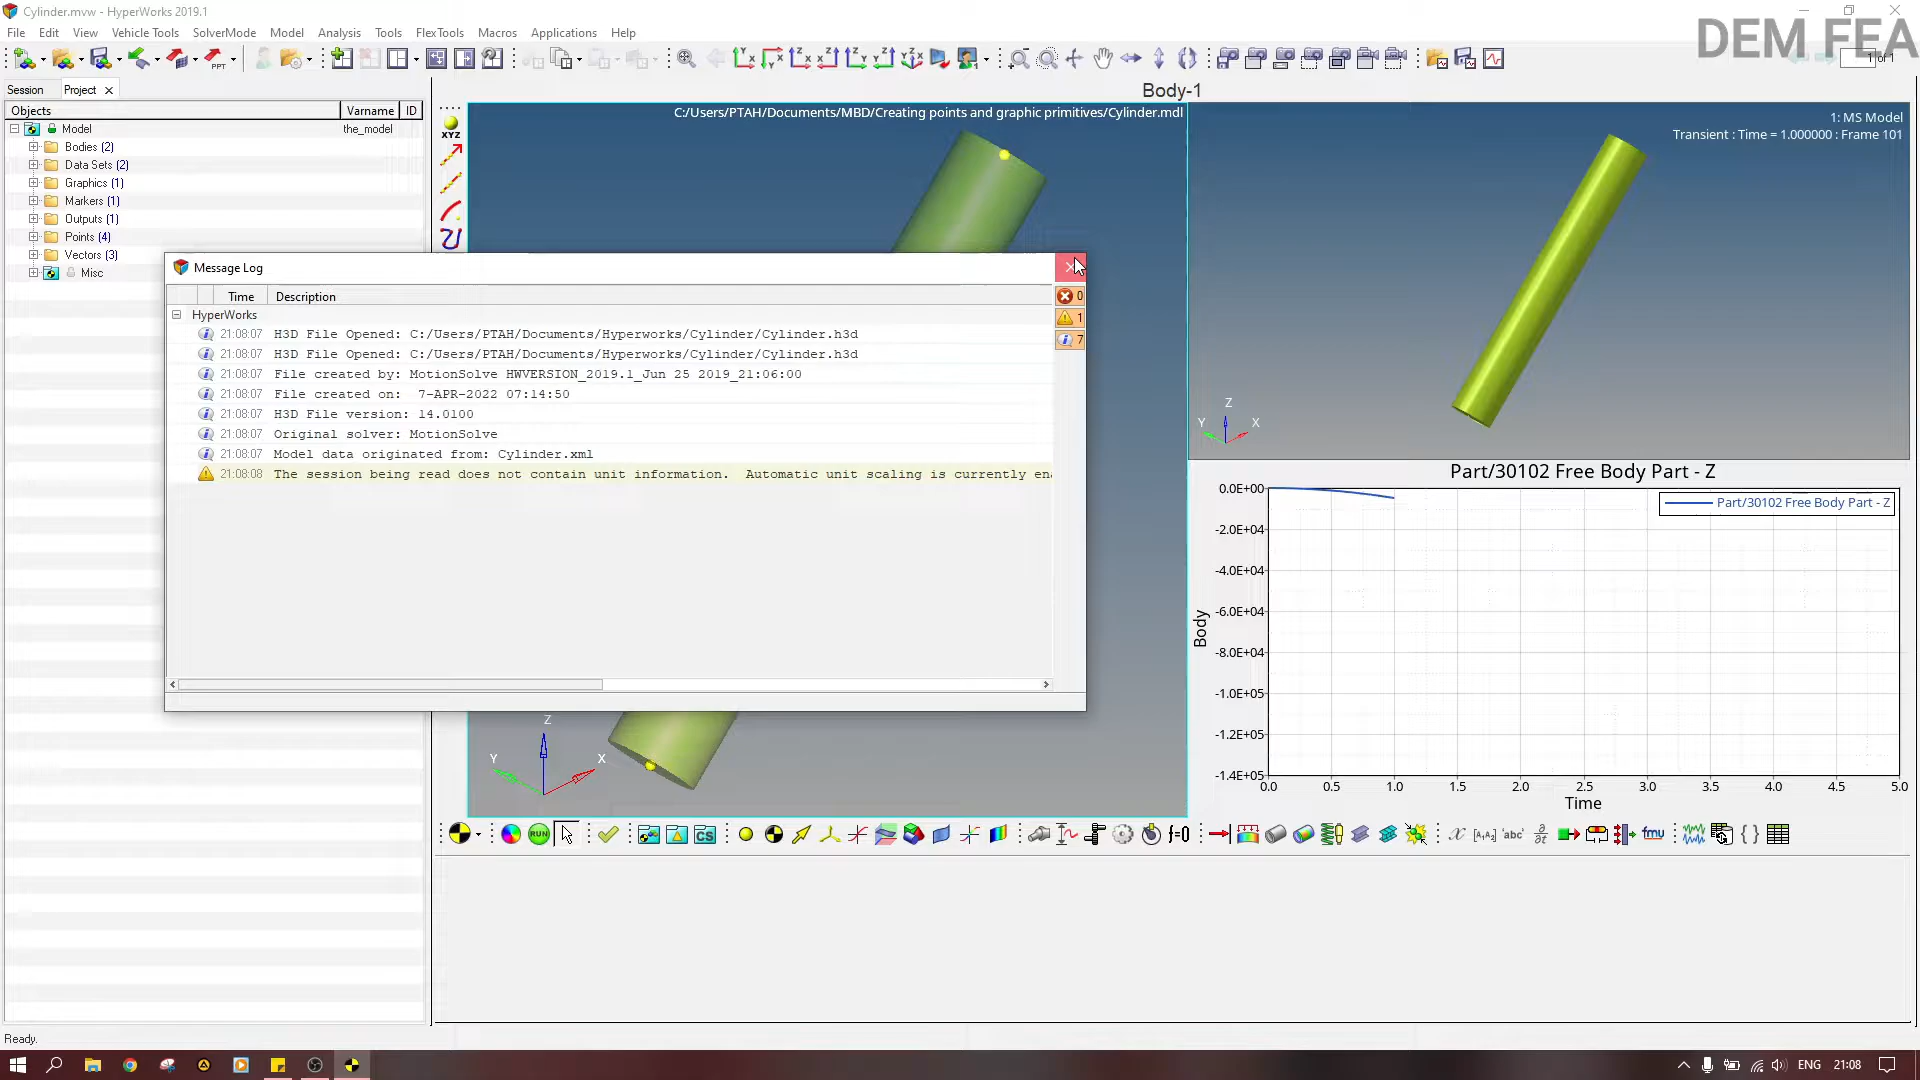 Cylinder.mvw - HyperWorks 2019.1
File Edit View Vehicle Tools SolverMode Model Analysis Tools FlexTools Macros Applications Help
DEM FEA
1 of 1
Session Project
Objects Varname ID
Model the_model
Bodies (2)
Data Sets (2)
Graphics (1)
Markers (1)
Outputs (1)
Points (4)
Vectors (3)
Misc
XYZ
Body-1
C:/Users/PTAH/Documents/MBD/Creating points and graphic primitives/Cylinder.mdl
1: MS Model
Transient : Time = 1.000000 : Frame 101
Z
Y
X
Message Log
Time Description
HyperWorks
21:08:07 H3D File Opened: C:/Users/PTAH/Documents/Hyperworks/Cylinder/Cylinder.h3d
21:08:07 H3D File Opened: C:/Users/PTAH/Documents/Hyperworks/Cylinder/Cylinder.h3d
21:08:07 File created by: MotionSolve HWVERSION_2019.1_Jun 25 2019_21:06:00
21:08:07 File created on: 7-APR-2022 07:14:50
21:08:07 H3D File version: 14.0100
21:08:07 Original solver: MotionSolve
21:08:07 Model data originated from: Cylinder.xml
21:08:08 The session being read does not contain unit information. Automatic unit scaling is currently en
0
1
7
Z
Y
X
Part/30102 Free Body Part - Z
Part/30102 Free Body Part - Z
0.0E+00
-2.0E+04
-4.0E+04
-6.0E+04
-8.0E+04
-1.0E+05
-1.2E+05
-1.4E+05
Body
0.0 0.5 1.0 1.5 2.0 2.5 3.0 3.5 4.0 4.5 5.0
Time
RUN CS f=0 'abc' fmu { }
Ready.
ENG 21:08